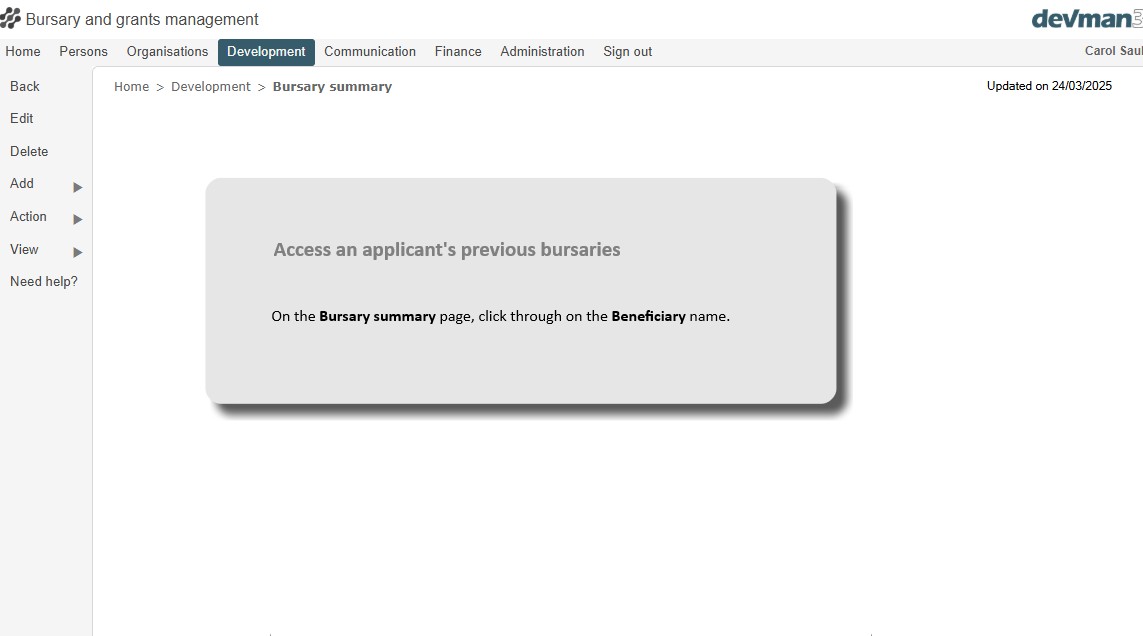 Bursary and grants management
devman3
Home Persons Organisations Development Communication Finance Administration Sign out
Carol Saul
Back
Home > Development > Bursary summary
Updated on 24/03/2025
Edit
Delete
Add
Action
View
Need help?
Access an applicant's previous bursaries
On the Bursary summary page, click through on the Beneficiary name.